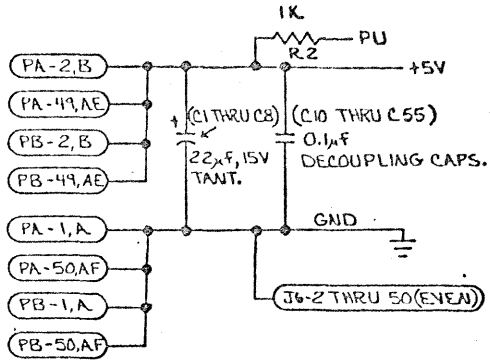 1K
R2
PU
PA-2,B
+5V
PA-49,AE
+ (C1 THRU C8)
(C10 THRU C55)
PB-2,B
0.1µf
22µf, 15V
DECOUPLING CAPS.
PB-49,AE
TANT.
PA-1,A
GND
PA-50,AF
PB-1,A
J6-2 THRU 50 (EVEN)
PB-50,AF